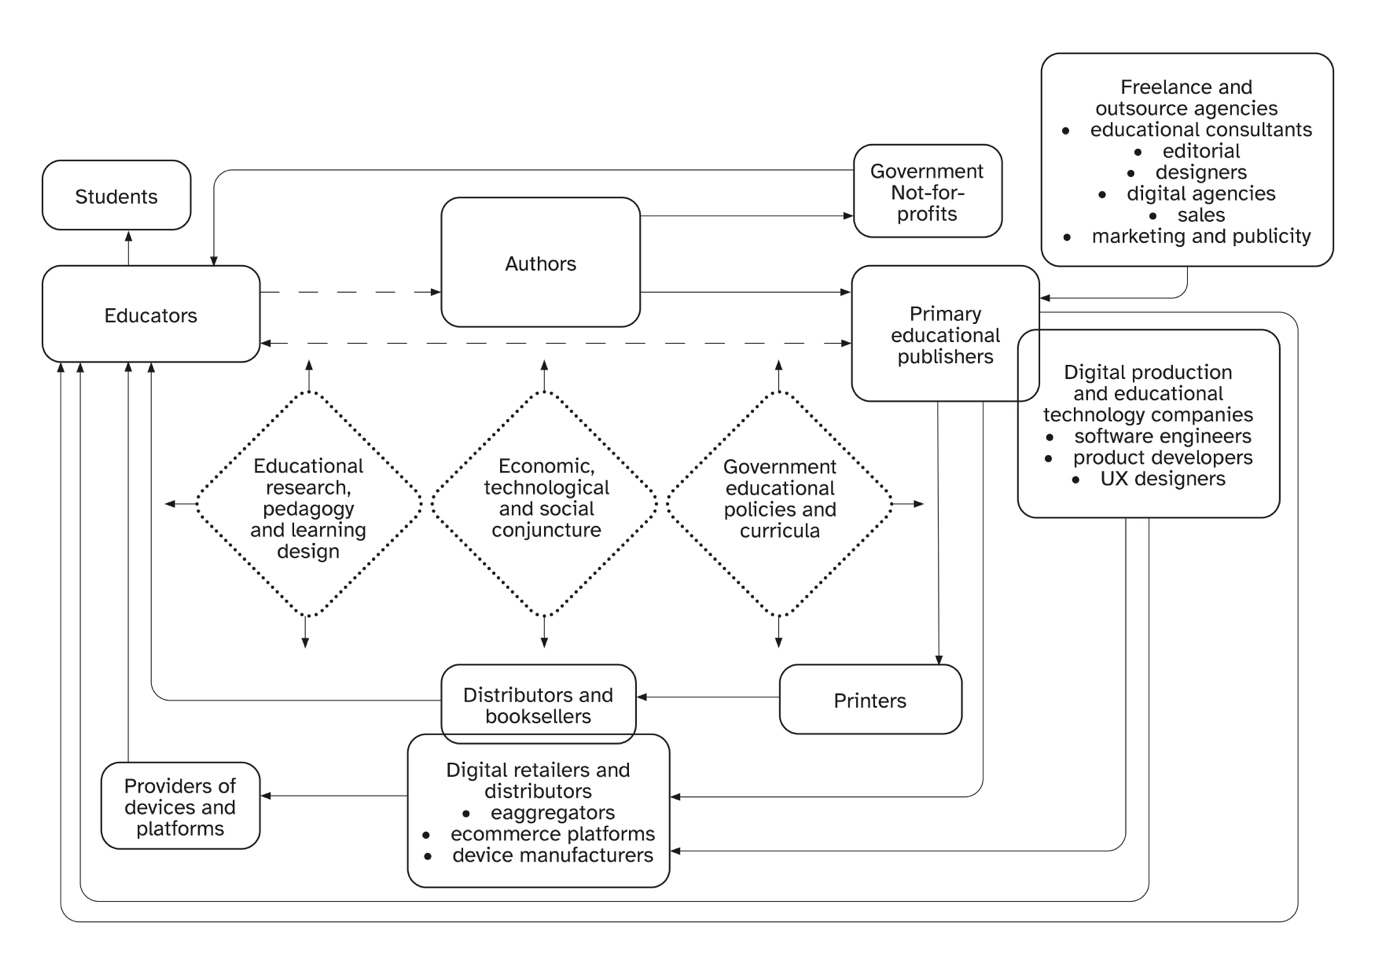 Freelance and
outsource agencies
• educational consultants
• editorial
• designers
• digital agencies
• sales
• marketing and publicity
Government
Not-for-
profits
Students
Authors
Educators
Primary
educational
publishers
Digital production
and educational
technology companies
• software engineers
• product developers
• UX designers
Educational
research,
pedagogy
and learning
design
Economic,
technological
and social
conjuncture
Government
educational
policies and
curricula
Distributors and
booksellers
Printers
Digital retailers and
distributors
• eaggregators
• ecommerce platforms
• device manufacturers
Providers of
devices and
platforms